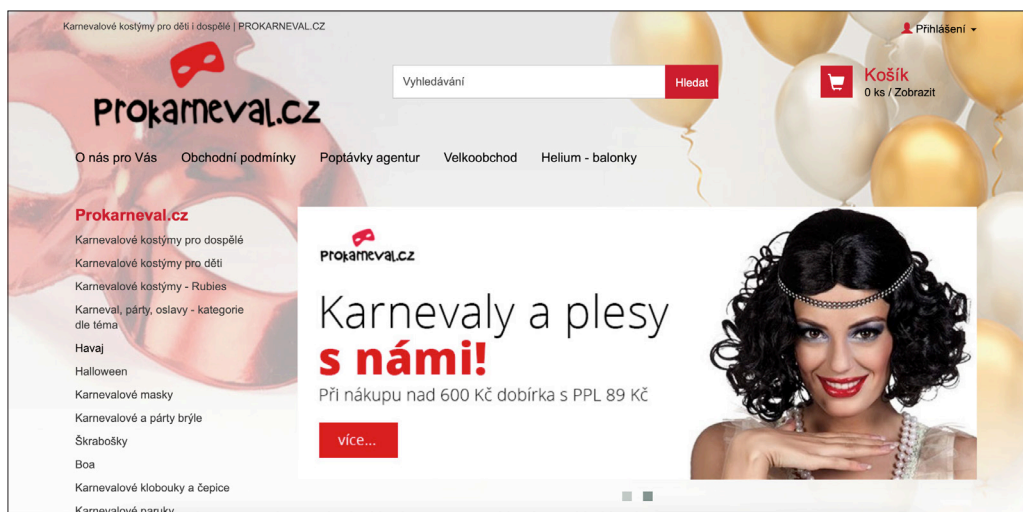 Karnevalové kostýmy pro děti i dospělé | PROKARNEVAL.CZ
Přihlášení
Prokarneval.cz
Vyhledávání
Hledat
Košík
0 ks / Zobrazit
O nás pro Vás
Obchodní podmínky
Poptávky agentur
Velkoobchod
Helium - balonky
Prokarneval.cz
Karnevalové kostýmy pro dospělé
Karnevalové kostýmy pro děti
Karnevalové kostýmy - Rubies
Karneval, párty, oslavy - kategorie
dle téma
Havaj
Halloween
Karnevalové masky
Karnevalové a párty brýle
Škrabošky
Boa
Karnevalové klobouky a čepice
Karnevalové paruky
Prokarneval.cz
Karnevaly a plesy
s námi!
Při nákupu nad 600 Kč dobírka s PPL 89 Kč
více...